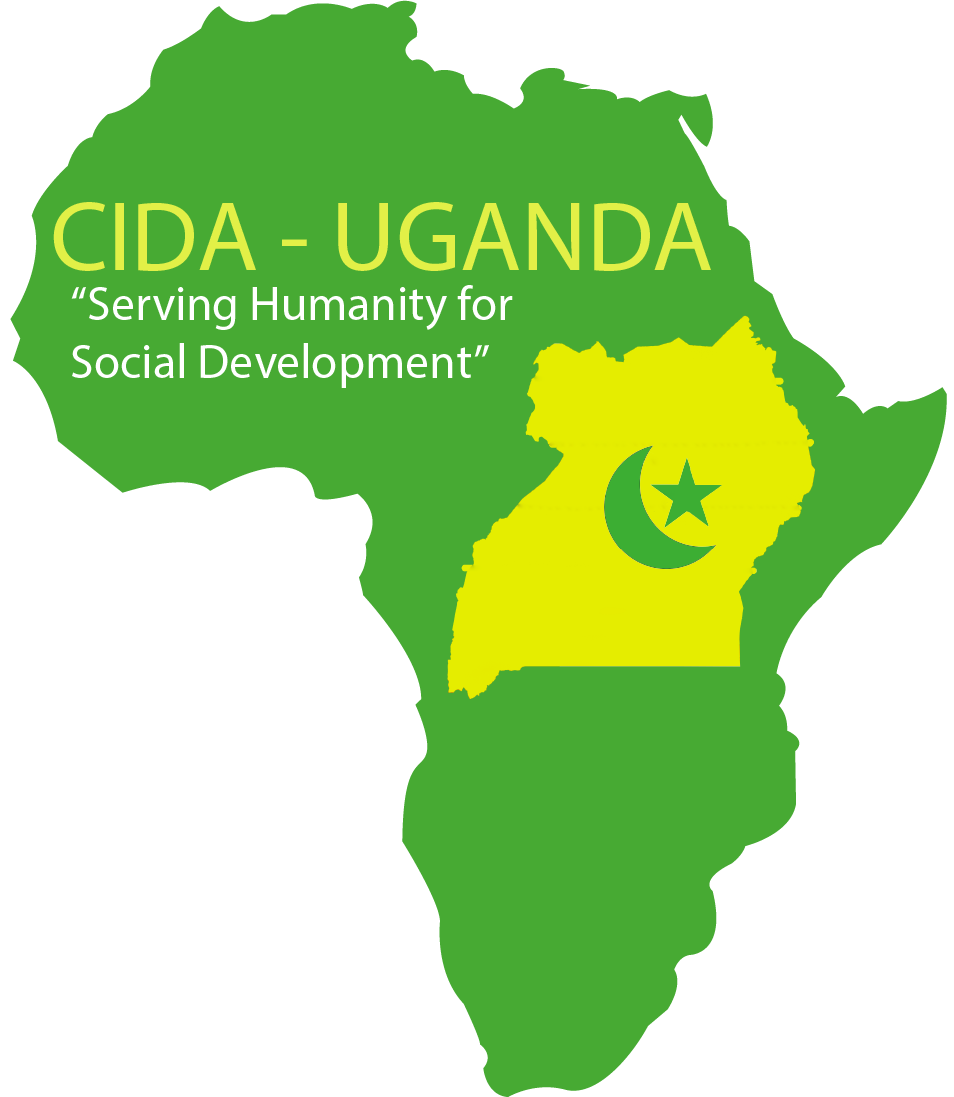 CIDA - UGANDA
“Serving Humanity for
Social Development”